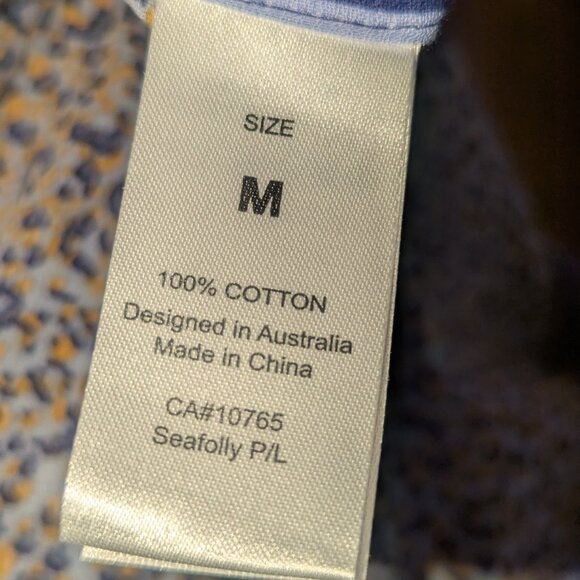 SIZE
M
100% COTTON
Designed in Australia
Made in China
CA#10765
Seafolly P/L